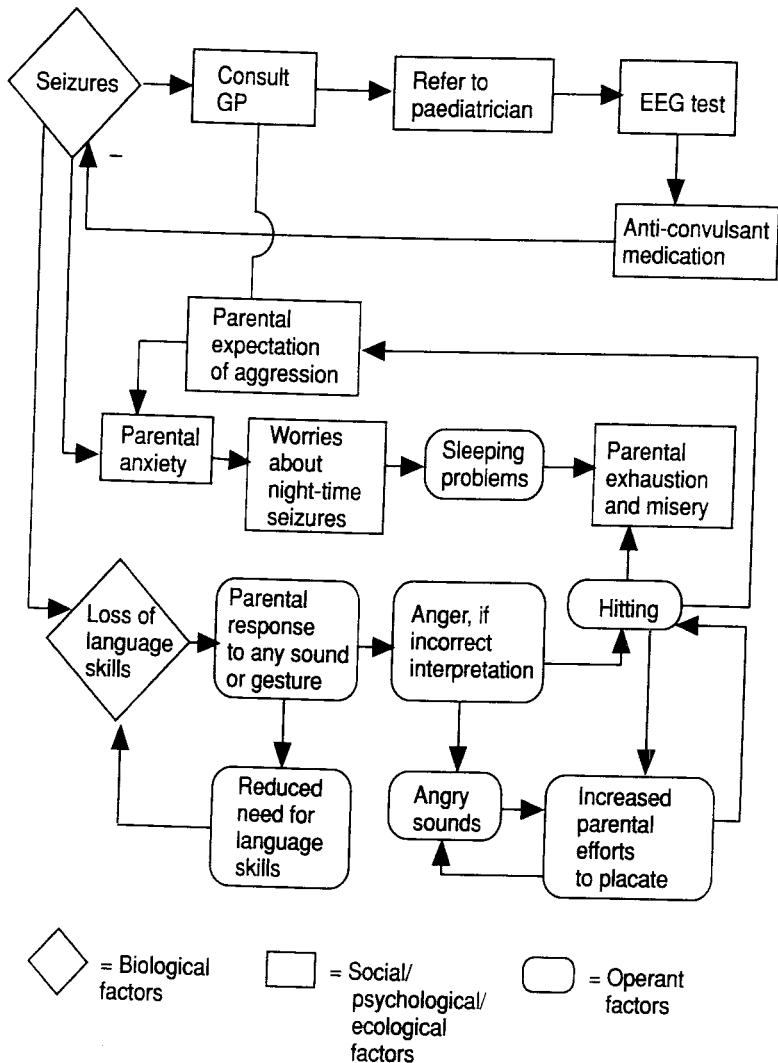 Seizures
Consult
GP
Refer to
paediatrician
EEG test
–
Anti-convulsant
medication
Parental
expectation
of aggression
Parental
anxiety
Worries
about
night-time
seizures
Sleeping
problems
Parental
exhaustion
and misery
Loss of
language
skills
Parental
response
to any sound
or gesture
Anger, if
incorrect
interpretation
Hitting
Reduced
need for
language
skills
Angry
sounds
Increased
parental
efforts
to placate
= Biological
factors
= Social/
psychological/
ecological
factors
= Operant
factors